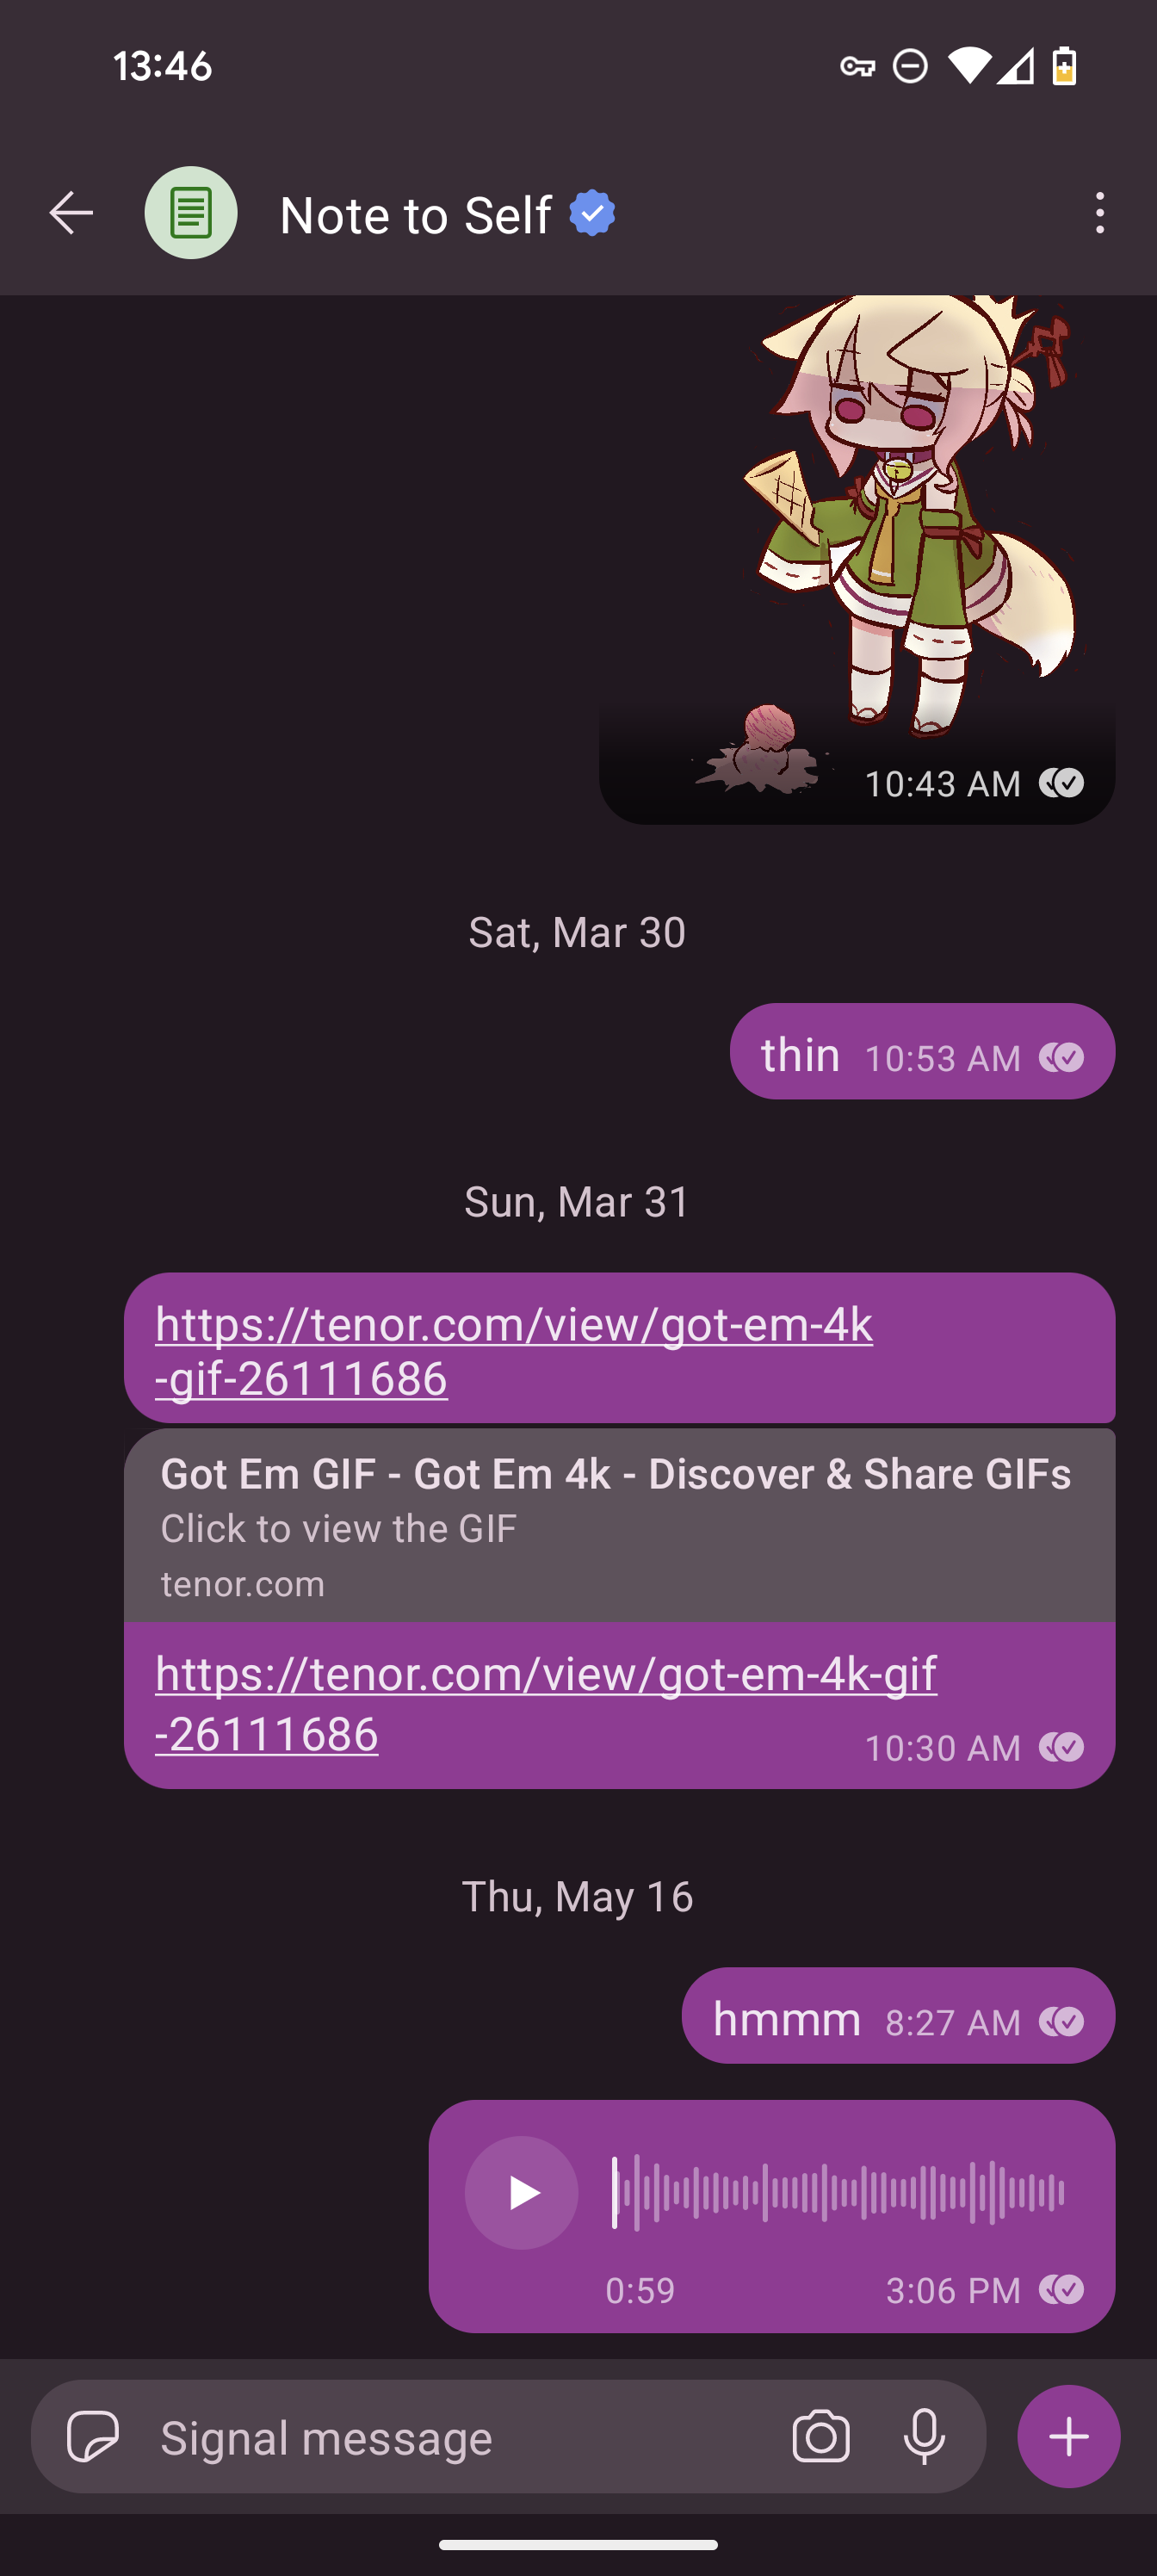 13:46
Note to Self
10:43 AM
Sat, Mar 30
thin 10:53 AM
Sun, Mar 31
https://tenor.com/view/got-em-4k
-gif-26111686
Got Em GIF - Got Em 4k - Discover & Share GIFs
Click to view the GIF
tenor.com
https://tenor.com/view/got-em-4k-gif
-26111686
10:30 AM
Thu, May 16
hmmm 8:27 AM
0:59 3:06 PM
Signal message